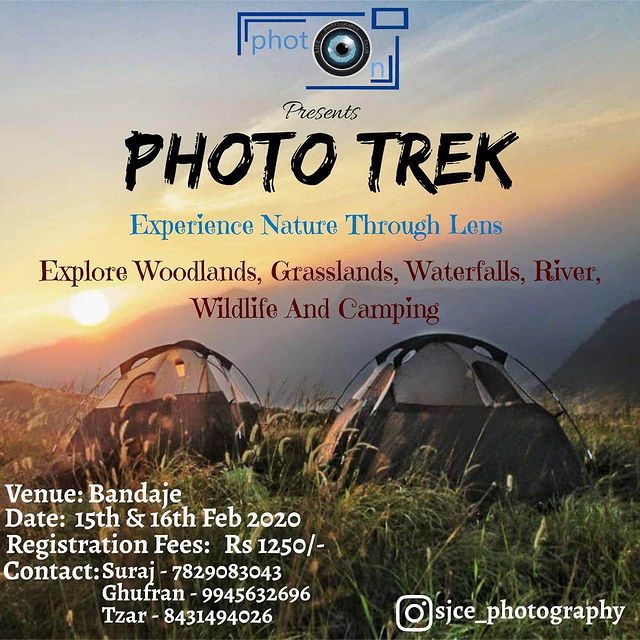 phot
n
Presents
PHOTO TREK
Experience Nature Through Lens
Explore Woodlands, Grasslands, Waterfalls, River,
Wildlife And Camping
Venue: Bandaje
Date: 15th & 16th Feb 2020
Registration Fees: Rs 1250/-
Contact: Suraj - 7829083043
Ghufran - 9945632696
Tzar - 8431494026
sjce_photography